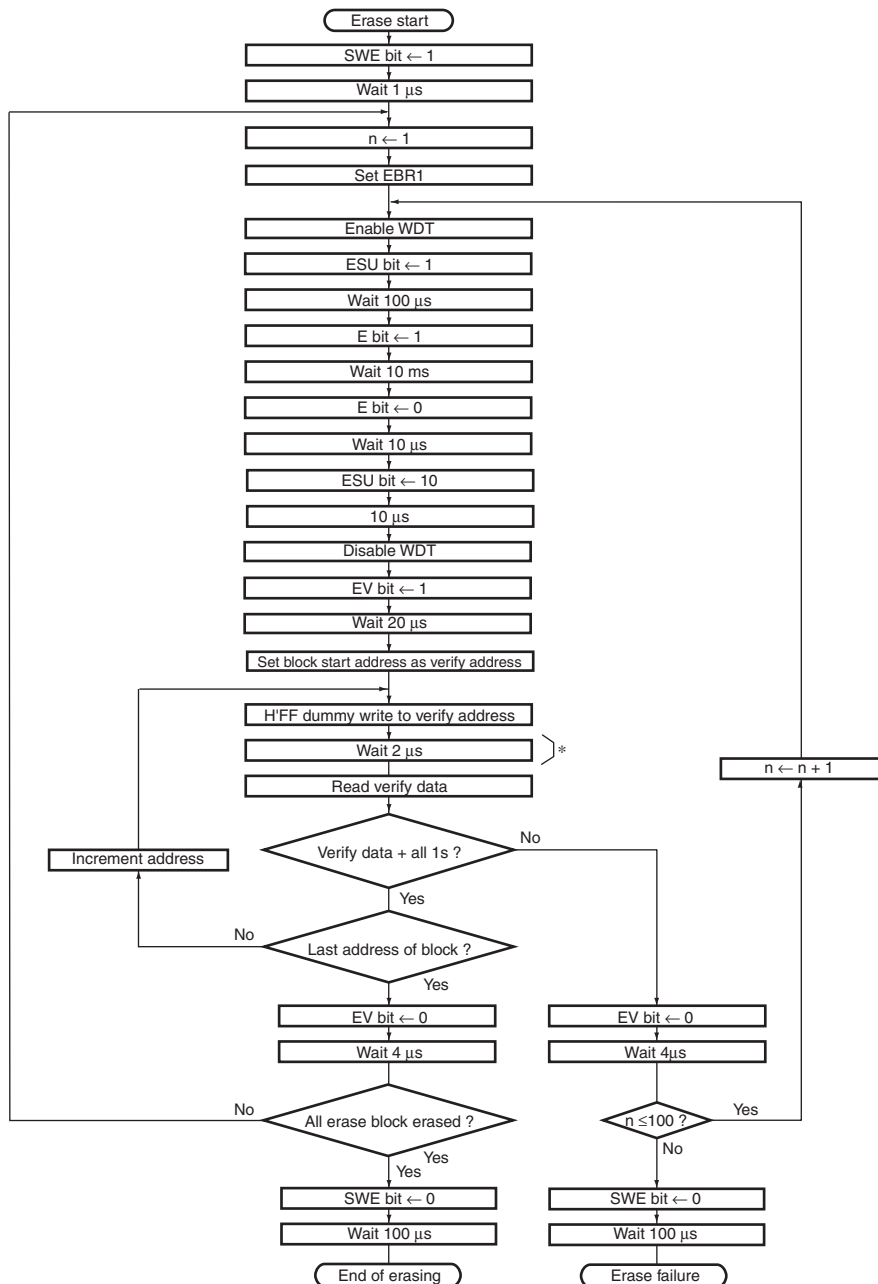 Erase start
SWE bit ← 1
Wait 1 μs
n ← 1
Set EBR1
Enable WDT
ESU bit ← 1
Wait 100 μs
E bit ← 1
Wait 10 ms
E bit ← 0
Wait 10 μs
ESU bit ← 10
10 μs
Disable WDT
EV bit ← 1
Wait 20 μs
Set block start address as verify address
H'FF dummy write to verify address
Wait 2 μs
*
n ← n + 1
Read verify data
No
Verify data + all 1s ?
Increment address
Yes
No
Last address of block ?
Yes
EV bit ← 0
EV bit ← 0
Wait 4 μs
Wait 4μs
No
All erase block erased ?
n ≤100 ?
Yes
Yes
Yes
No
SWE bit ← 0
SWE bit ← 0
Wait 100 μs
Wait 100 μs
End of erasing
Erase failure